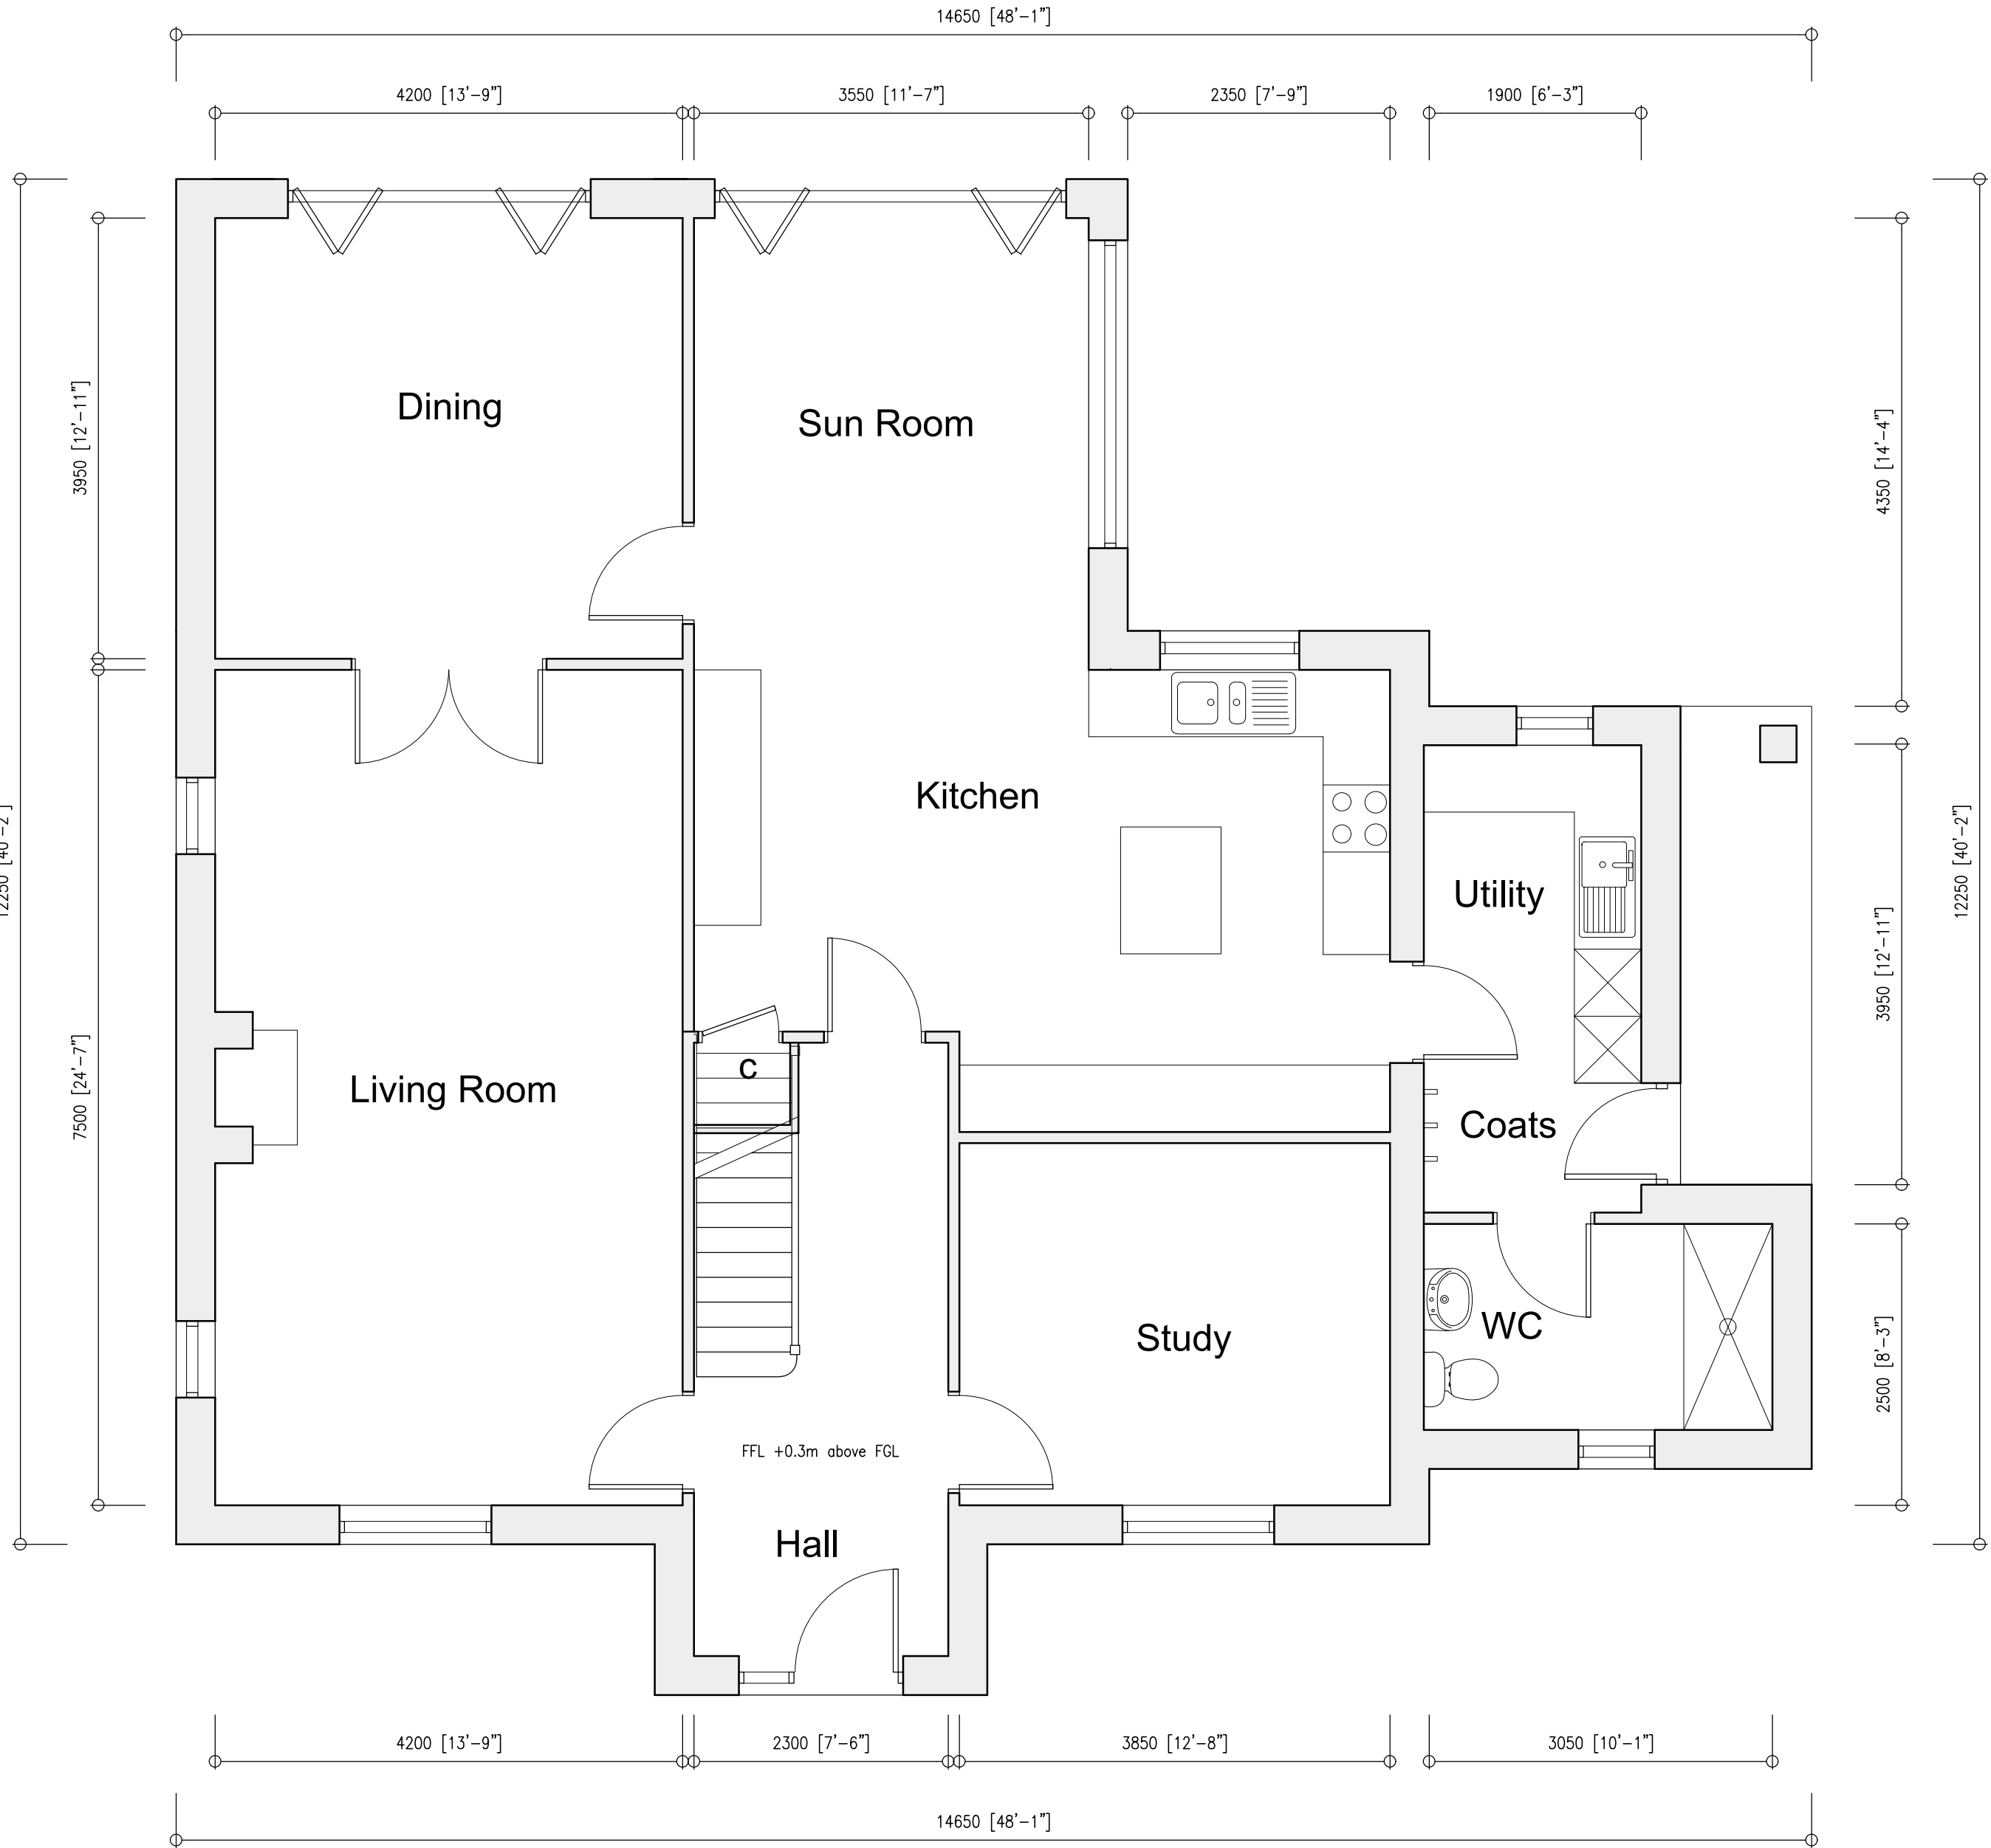 14650 [48'-1"]
4200 [13'-9"]
3550 [11'-7"]
2350 [7'-9"]
1900 [6'-3"]
Dining
Sun Room
3950 [12'-11"]
4350 [14'-4"]
Kitchen
12250 [40'-2"]
12250 [40'-2"]
Utility
3950 [12'-11"]
7500 [24'-7"]
Living Room
c
Coats
WC
Study
2500 [8'-3"]
FFL +0.3m above FGL
Hall
4200 [13'-9"]
2300 [7'-6"]
3850 [12'-8"]
3050 [10'-1"]
14650 [48'-1"]